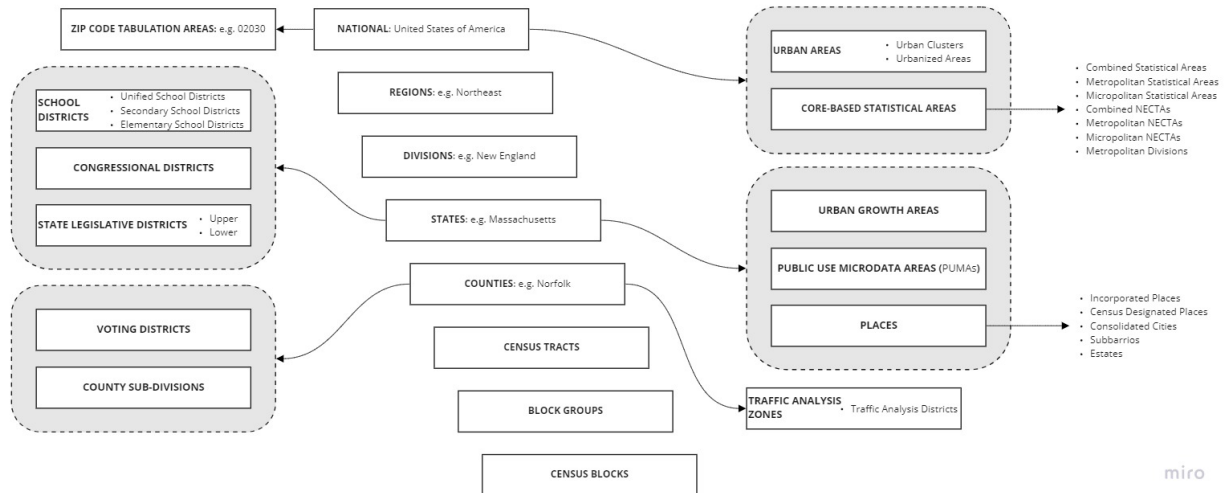 ZIP CODE TABULATION AREAS: e.g. 02030
NATIONAL: United States of America
REGIONS: e.g. Northeast
DIVISIONS: e.g. New England
STATES: e.g. Massachusetts
COUNTIES: e.g. Norfolk
CENSUS TRACTS
BLOCK GROUPS
CENSUS BLOCKS
SCHOOL
DISTRICTS
• Unified School Districts
• Secondary School Districts
• Elementary School Districts
CONGRESSIONAL DISTRICTS
STATE LEGISLATIVE DISTRICTS
• Upper
• Lower
VOTING DISTRICTS
COUNTY SUB-DIVISIONS
URBAN AREAS
• Urban Clusters
• Urbanized Areas
CORE-BASED STATISTICAL AREAS
• Combined Statistical Areas
• Metropolitan Statistical Areas
• Micropolitan Statistical Areas
• Combined NECTAs
• Metropolitan NECTAs
• Micropolitan NECTAs
• Metropolitan Divisions
URBAN GROWTH AREAS
PUBLIC USE MICRODATA AREAS (PUMAs)
PLACES
• Incorporated Places
• Census Designated Places
• Consolidated Cities
• Subbarrios
• Estates
TRAFFIC ANALYSIS
ZONES
• Traffic Analysis Districts
miro